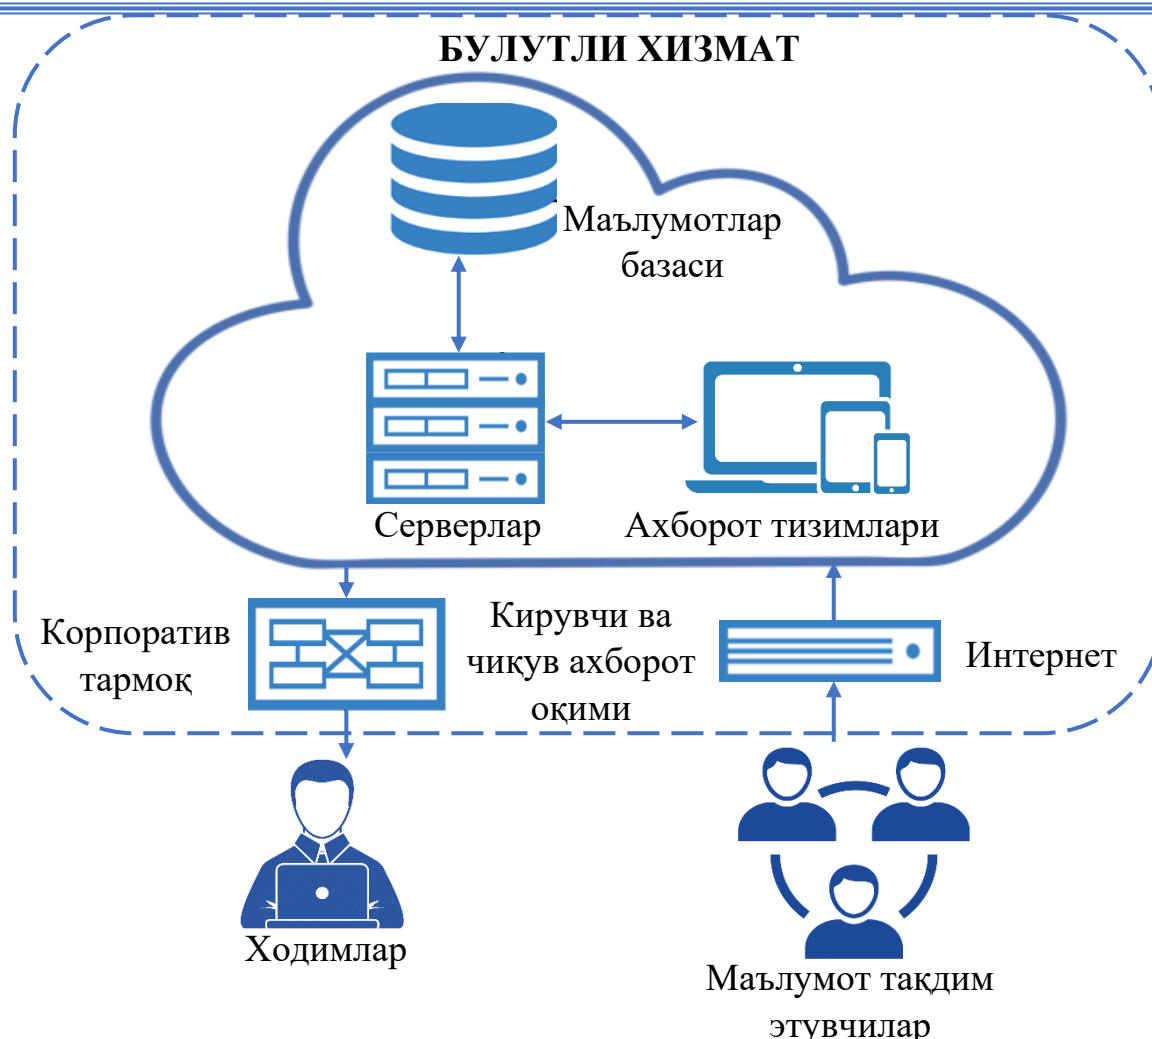 БУЛУТЛИ ХИЗМАТ
Маълумотлар
базаси
Серверлар
Ахборот тизимлари
Корпоратив
тармоқ
Кирувчи ва
чиқув ахборот
оқими
Интернет
Ходимлар
Маълумот тақдим
этувчилар